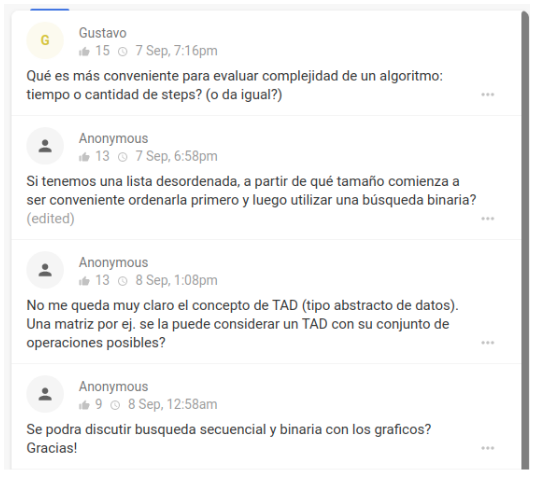 G
Gustavo
15 7 Sep, 7:16pm
Qué es más conveniente para evaluar complejidad de un algoritmo:
tiempo o cantidad de steps? (o da igual?)
Anonymous
13 7 Sep, 6:58pm
Si tenemos una lista desordenada, a partir de qué tamaño comienza a
ser conveniente ordenarla primero y luego utilizar una búsqueda binaria?
(edited)
Anonymous
13 8 Sep, 1:08pm
No me queda muy claro el concepto de TAD (tipo abstracto de datos).
Una matriz por ej. se la puede considerar un TAD con su conjunto de
operaciones posibles?
Anonymous
9 8 Sep, 12:58am
Se podra discutir busqueda secuencial y binaria con los graficos?
Gracias!